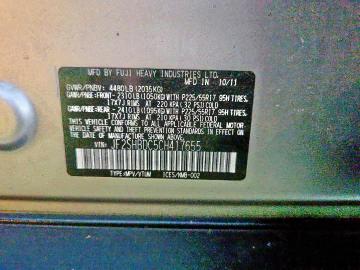 MFD BY FUJI HEAVY INDUSTRIES LTD.
MFD. IN 10/11
GVWR/PNBV: 4480LB (2035KG)
GAWR/PNBE:FRONT- 2310LB(1050KG)WITH P225/55R17 95H TIRES,
17X7J RIMS AT 220 KPA(32 PSI)COLD
GAWR/PNBE:REAR- 2410LB(1095KG)WITH P225/55R17 95H TIRES,
17X7J RIMS AT 210 KPA(30 PSI)COLD
THIS VEHICLE CONFORMS TO ALL APPLICABLE FEDERAL MOTOR
VEHICLE SAFETY AND THEFT PREVENTION STANDARDS
IN EFFECT ON THE DATE OF MANUFACTURE SHOWN ABOVE.
VIN: JF2SHBDC5CH417655
TYPE:MPV/VTUM ICES/NMB-002